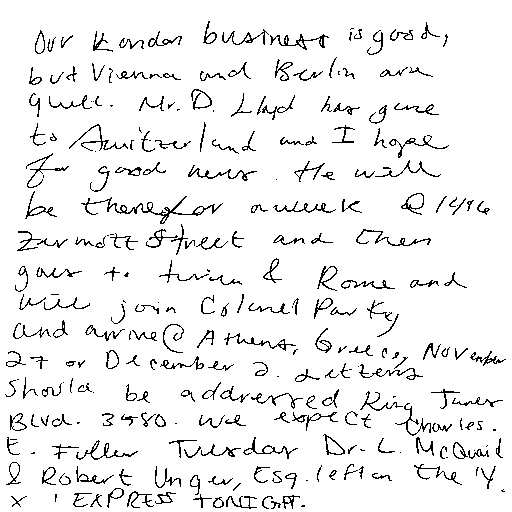 Our London business is good,
but Vienna and Berlin are
quiet. Mr. D. Lloyd has gone
to Switzerland and I hope
for good news. He will
be there for a week @ 1496
Zermott Street and then
goes to Turin & Rome and
will join Colonel Parky
and arrive @ Athens, Greece, November
27 or December 2. Letters
should be addressed King James
Blvd. 3580. We expect Charles.
E. Fuller Tuesday Dr. L. McQuaid
& Robert Unger, Esq. left on the 'Y.
X ' EXPRESS TONIGHT.